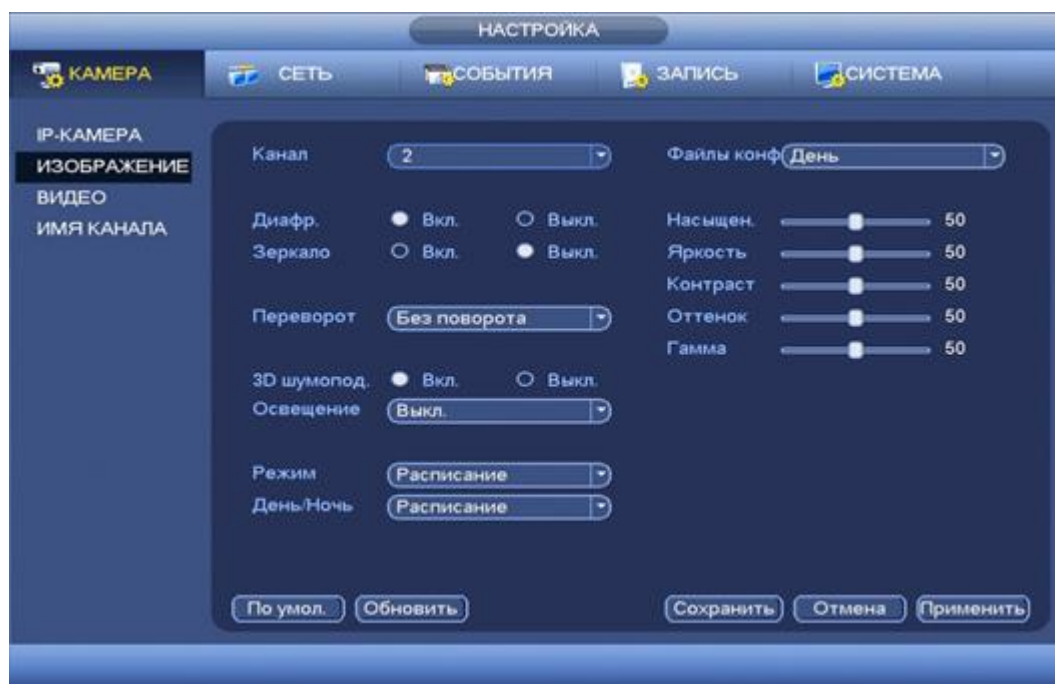 НАСТРОЙКА
КАМЕРА СЕТЬ СОБЫТИЯ ЗАПИСЬ СИСТЕМА
IP-КАМЕРА
ИЗОБРАЖЕНИЕ
ВИДЕО
ИМЯ КАНАЛА
Канал 2 Файлы конф День
Диафр. Вкл. Выкл. Насыщен. 50
Зеркало Вкл. Выкл. Яркость 50
Контраст 50
Переворот Без поворота Оттенок 50
Гамма 50
3D шумопод. Вкл. Выкл.
Освещение Выкл.
Режим Расписание
День/Ночь Расписание
По умол. Обновить Сохранить Отмена Применить